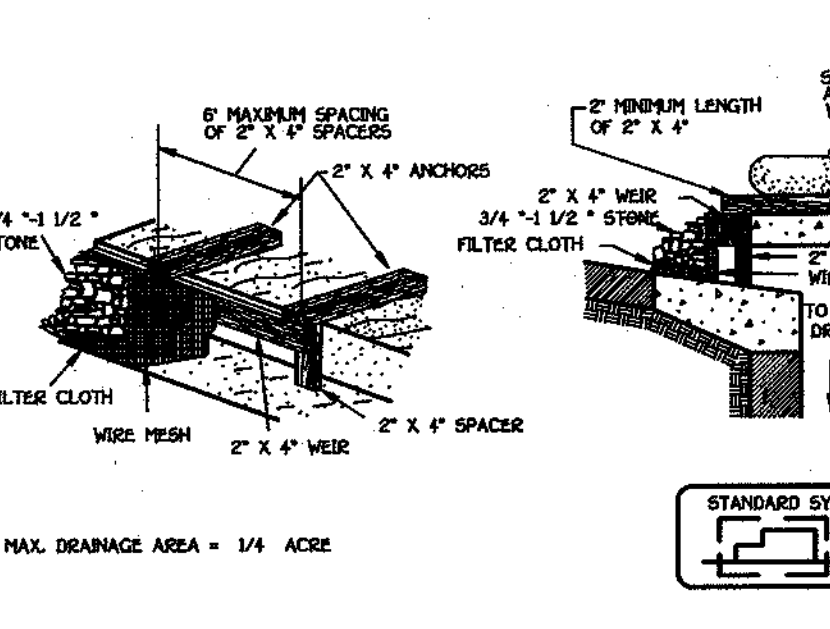 6' MAXIMUM SPACING
OF 2" X 4" SPACERS
2" X 4" ANCHORS
/4 "-1 1/2 "
TONE
ILTER CLOTH
WIRE MESH
2" X 4" WEIR
2" X 4" SPACER
MAX. DRAINAGE AREA = 1/4 ACRE
2" MINIMUM LENGTH
OF 2" X 4"
2" X 4" WEIR
3/4 "-1 1/2 " STONE
FILTER CLOTH
2"
WI
TO
DR
STANDARD SY